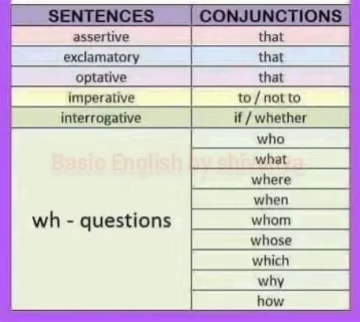 SENTENCES CONJUNCTIONS
assertive that
exclamatory that
optative that
imperative to / not to
interrogative if / whether
who
Basic English by
what
where
when
wh - questions whom
whose
which
why
how